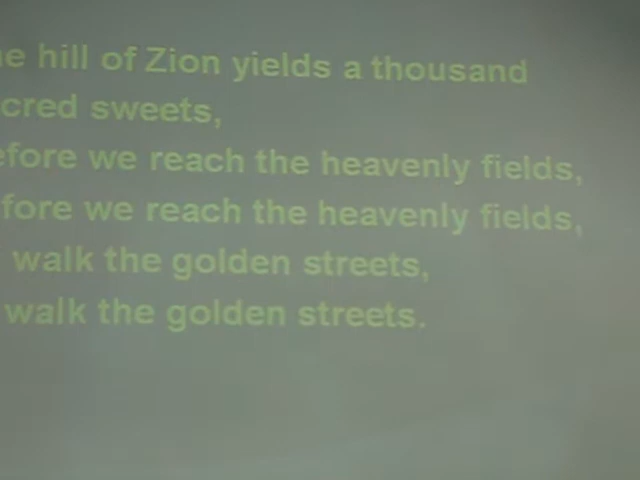 he hill of Zion yields a thousand
cred sweets,
efore we reach the heavenly fields,
fore we reach the heavenly fields,
walk the golden streets,
walk the golden streets.